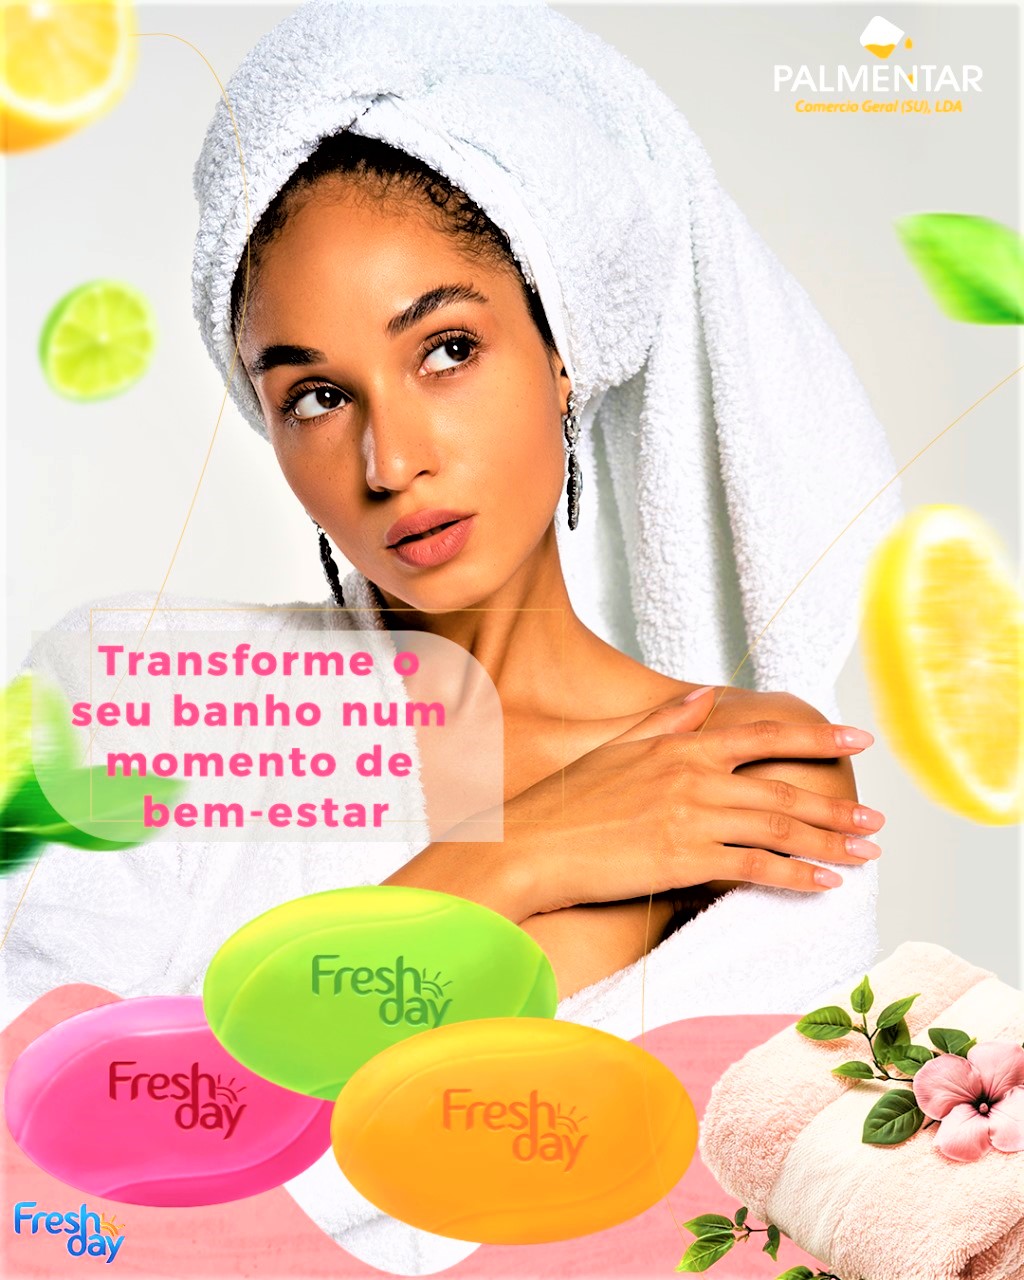 PALMENTAR
Comercio Geral (SU), LDA
Transforme o
seu banho num
momento de
bem-estar
Fresh
day
Fresh
day
Fresh
day
Fresh
day